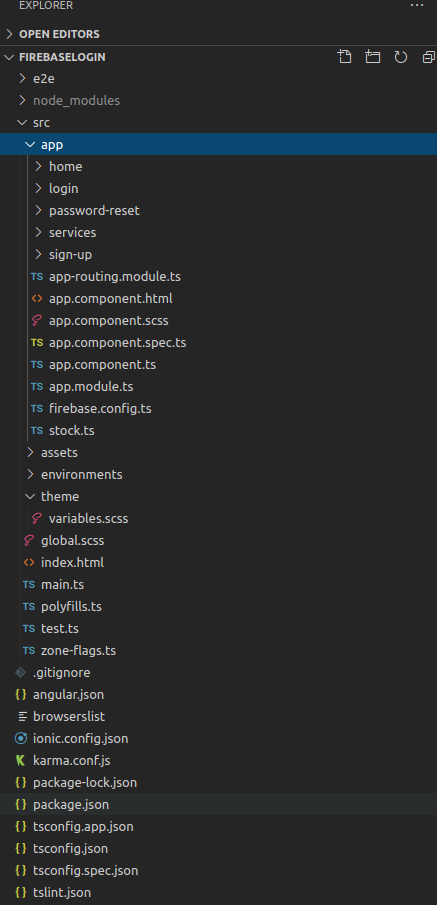 EXPLORER
OPEN EDITORS
FIREBASELOGIN
e2e
node_modules
src
app
home
login
password-reset
services
sign-up
TS app-routing.module.ts
<> app.component.html
app.component.scss
TS app.component.spec.ts
TS app.component.ts
TS app.module.ts
TS firebase.config.ts
TS stock.ts
assets
environments
theme
variables.scss
global.scss
<> index.html
TS main.ts
TS polyfills.ts
TS test.ts
TS zone-flags.ts
.gitignore
{} angular.json
browserslist
ionic.config.json
karma.conf.js
{} package-lock.json
{} package.json
{} tsconfig.app.json
{} tsconfig.json
{} tsconfig.spec.json
{} tslint.json